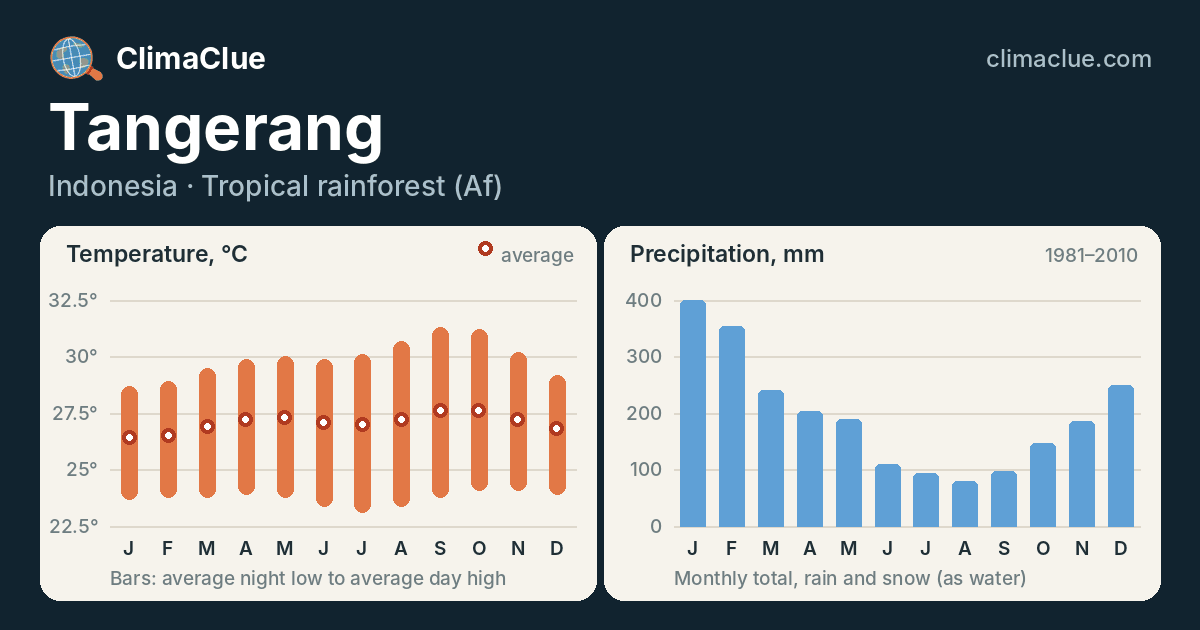 ClimaClue
climaclue.com
Tangerang
Indonesia · Tropical rainforest (Af)
Temperature, °C
average
32.5°
30°
27.5°
25°
22.5°
J F M A M J J A S O N D
Bars: average night low to average day high
Precipitation, mm
1981–2010
400
300
200
100
0
J F M A M J J A S O N D
Monthly total, rain and snow (as water)